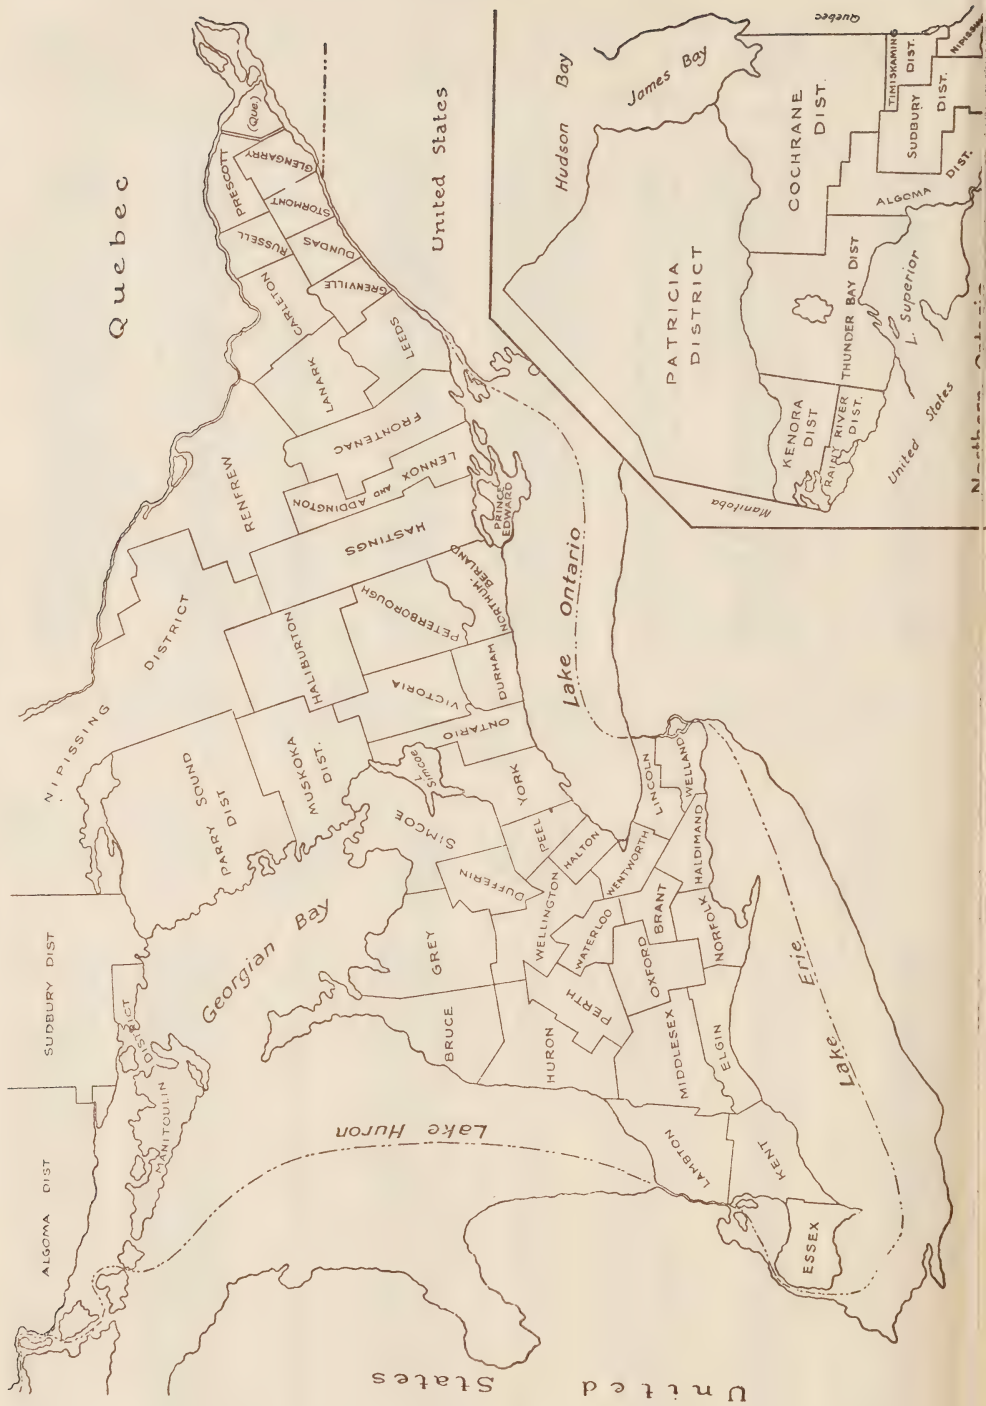 Quebec
United States
(Que.)
PRESCOTT
GLENGARRY
STORMONT
RUSSELL
DUNDAS
CARLETON
GRENVILLE
LANARK
LEEDS
FRONTENAC
RENFREW
LENNOX
AND
ADDINGTON
PRINCE
EDWARD
HASTINGS
NORTHUM-
BERLAND
PETERBOROUGH
HALIBURTON
NIPISSING
DISTRICT
VICTORIA
DURHAM
ONTARIO
Lake Ontario
MUSKOKA
DIST.
PARRY SOUND
DIST
L.
Simcoe
SIMCOE
YORK
PEEL
HALTON
LINCOLN
WELLAND
WENTWORTH
HALDIMAND
DUFFERIN
WELLINGTON
WATERLOO
BRANT
NORFOLK
GREY
Georgian Bay
BRUCE
HURON
PERTH
OXFORD
MIDDLESEX
ELGIN
Lake Erie
SUDBURY DIST
MANITOULIN
DISTRICT
ALGOMA DIST
Lake Huron
LAMBTON
KENT
ESSEX
United States
Hudson Bay
James Bay
Quebec
PATRICIA
DISTRICT
COCHRANE
DIST.
TIMISKAMING
DIST.
NIPISSING
SUDBURY
DIST.
ALGOMA
DIST.
THUNDER BAY DIST
L. Superior
KENORA
DIST
RAINY RIVER
DIST.
Manitoba
United States
Northern Ontario